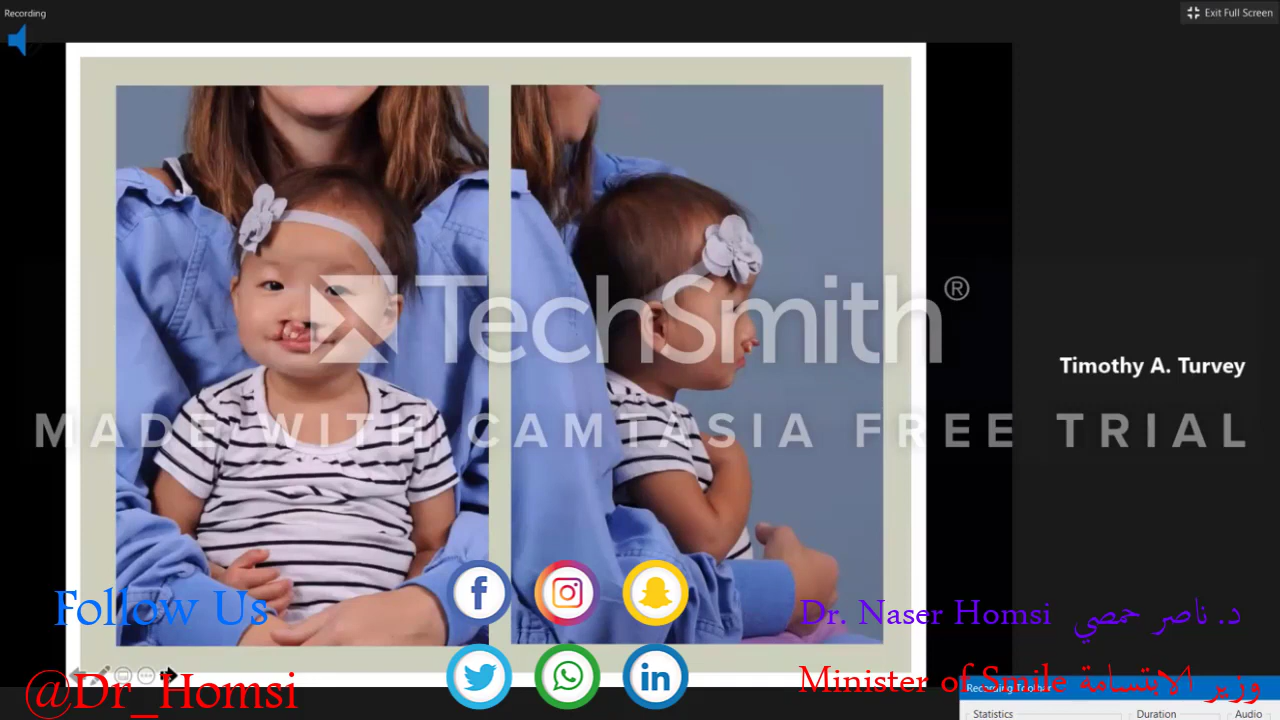 Recording
Exit Full Screen
TechSmith®
Timothy A. Turvey
MADE WITH CAMTASIA FREE TRIAL
Follow Us
Dr. Naser Homsi د. ناصر حمصي
@Dr_Homsi
Minister of Smile وزير الابتسامة
Recording Toolbar
Statistics
Duration
Audio